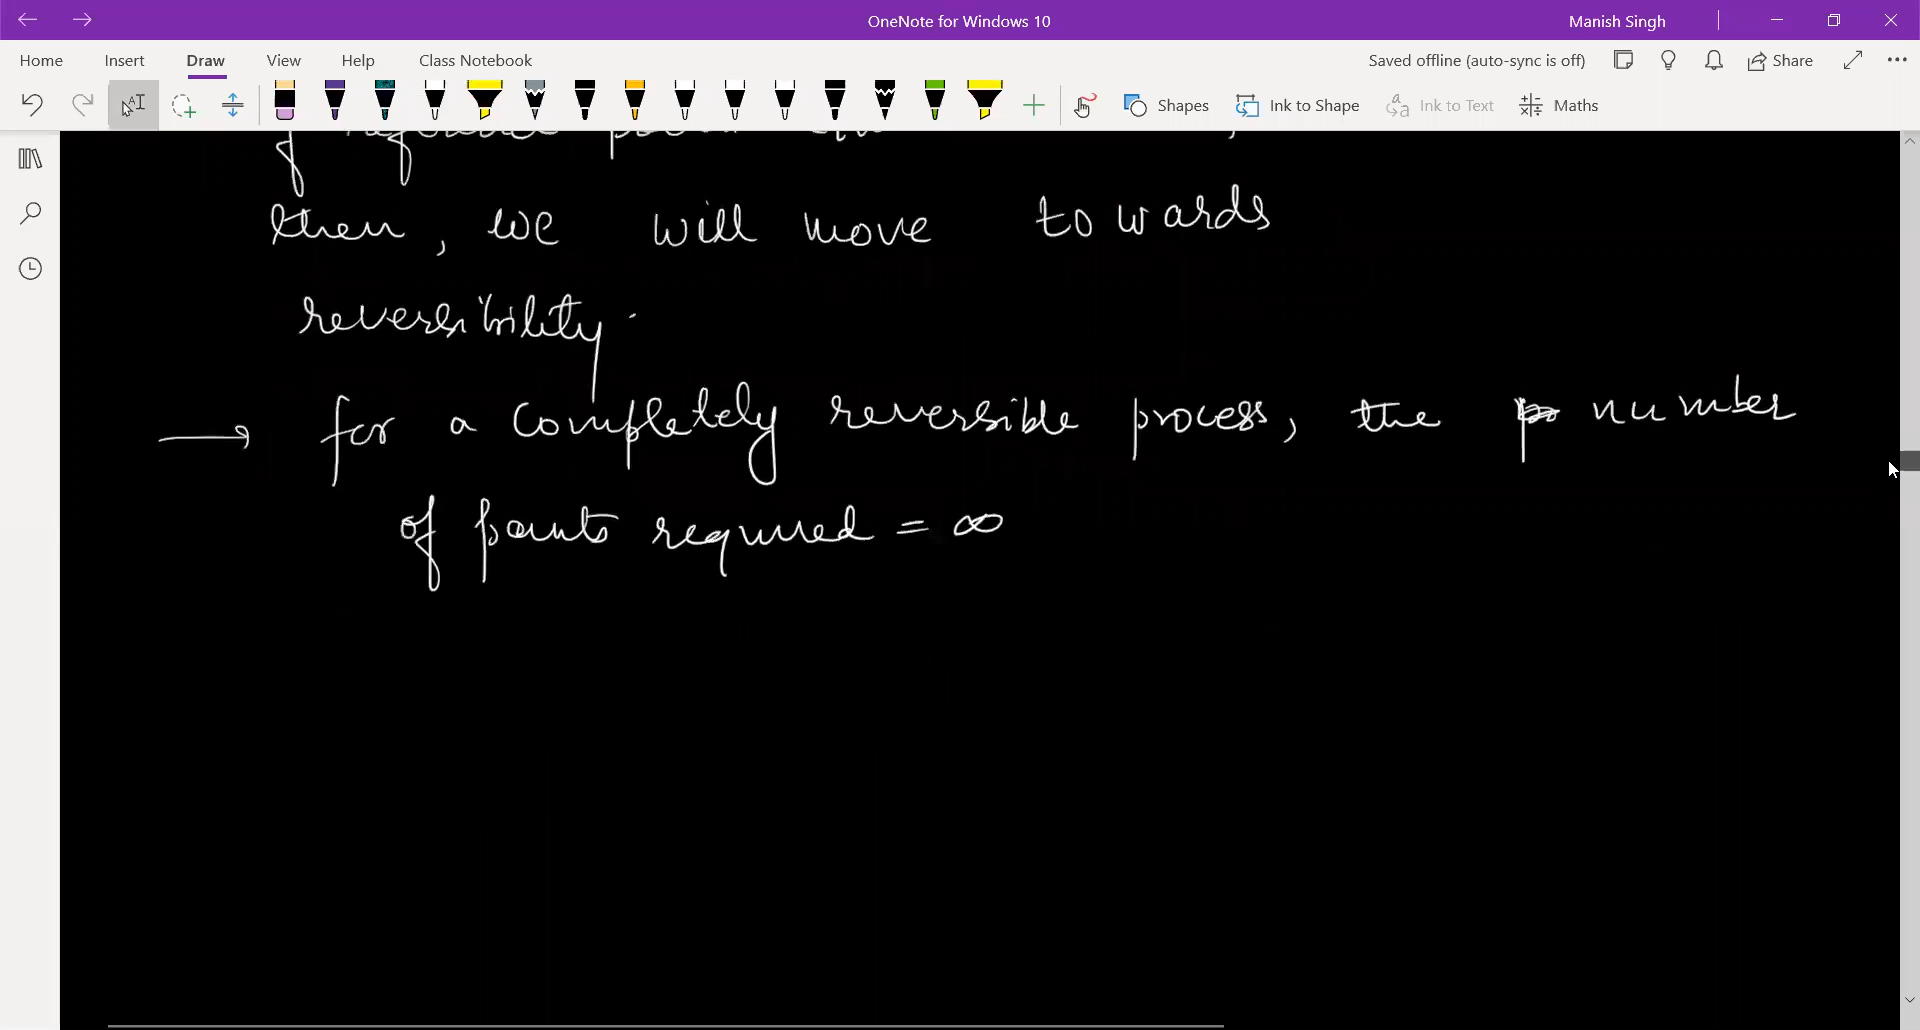 OneNote for Windows 10
Manish Singh
Home Insert Draw View Help Class Notebook
Saved offline (auto-sync is off) Share
Shapes Ink to Shape Ink to Text Maths
then, we will move towards
reversibility.
→ for a completely reversible process, the number
of points required = ∞